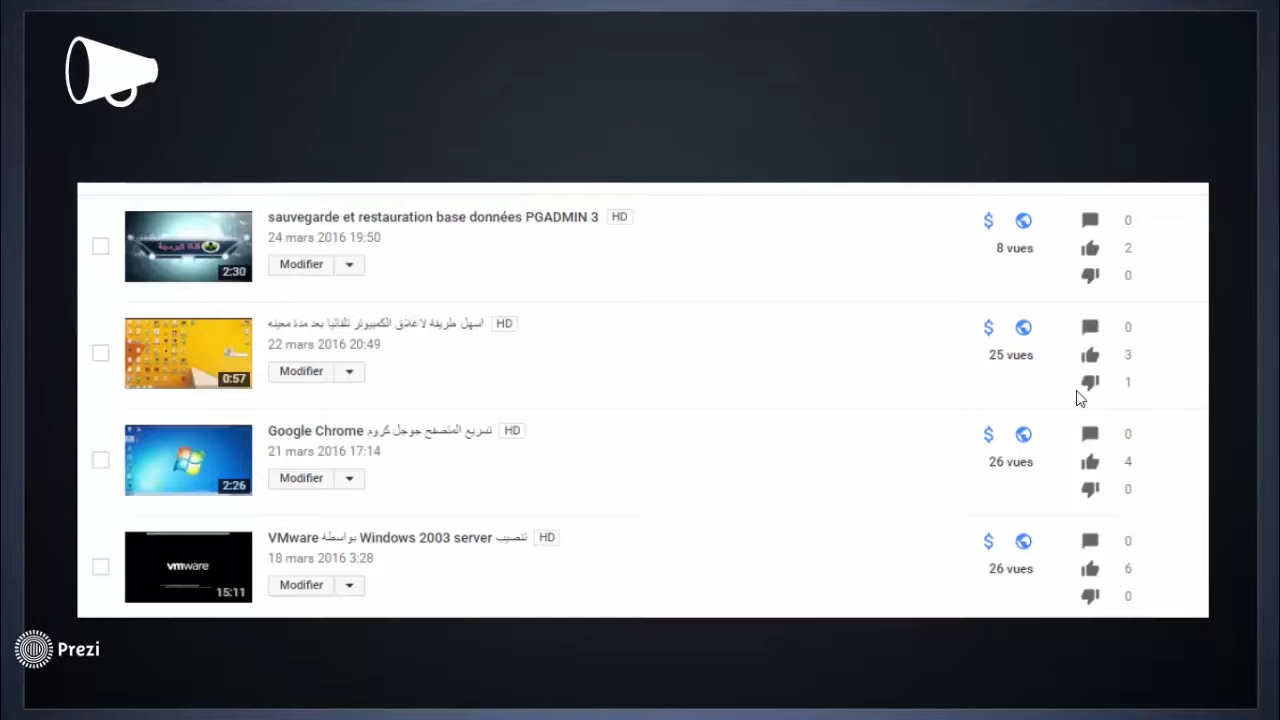 sauvegarde et restauration base données PGADMIN 3 HD
24 mars 2016 19:50
Modifier
2:30
8 vues
0
2
0
اسهل طريقة لاغلاق الكمبيوتر تلقائيا بعد مدة معينه HD
22 mars 2016 20:49
Modifier
0:57
25 vues
0
3
1
Google Chrome تسريع المتصفح جوجل كروم HD
21 mars 2016 17:14
Modifier
2:26
26 vues
0
4
0
VMware بواسطة Windows 2003 server تنصيب HD
18 mars 2016 3:28
Modifier
vmware
15:11
26 vues
0
6
0
Prezi